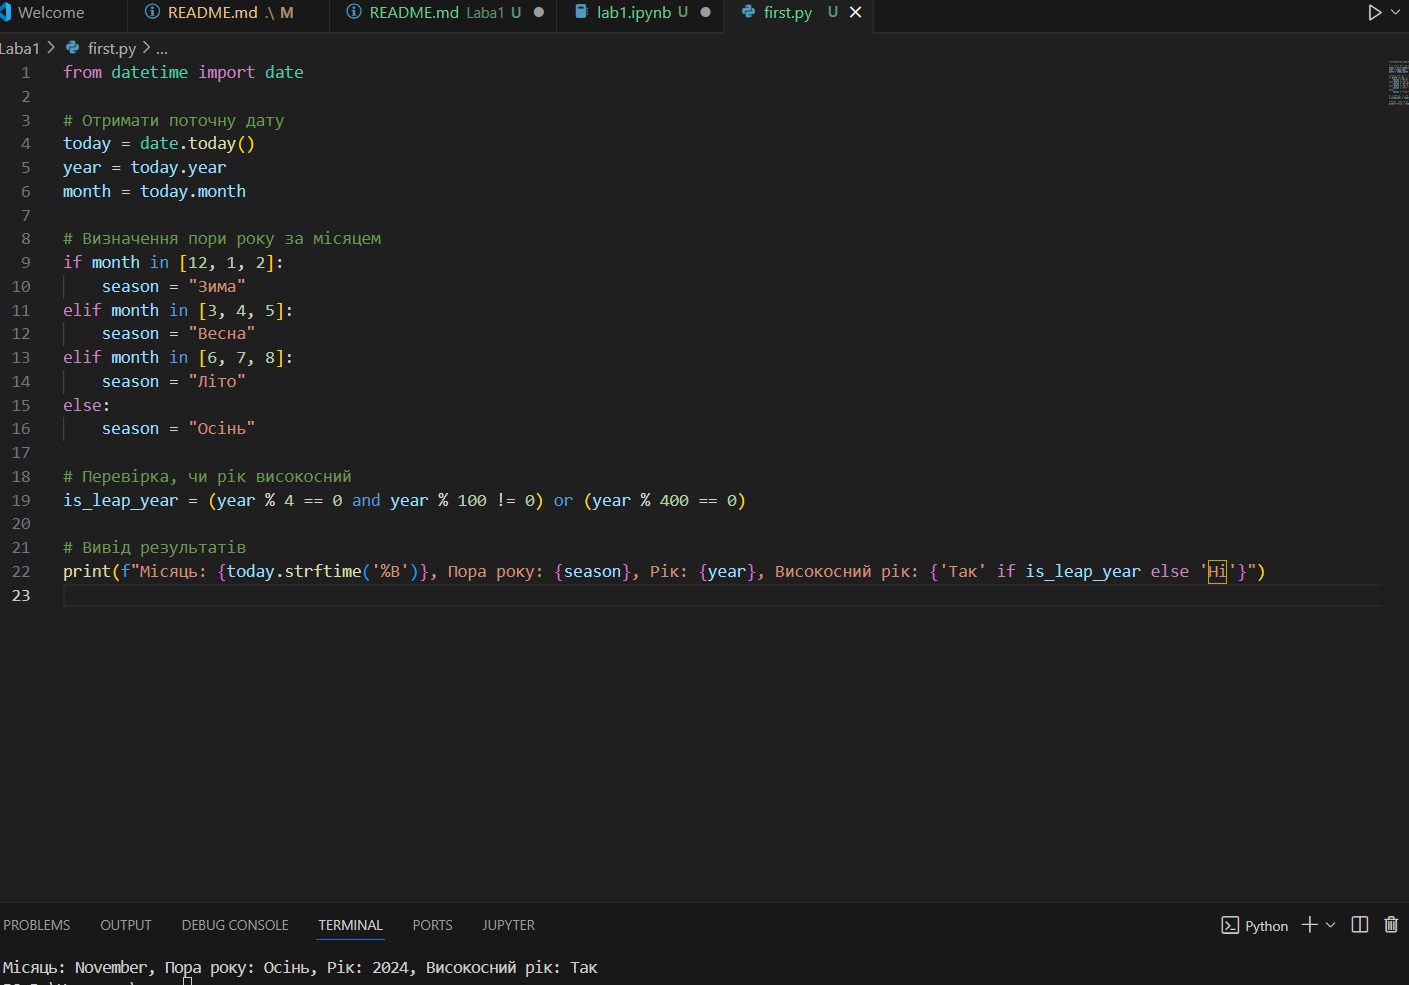 Welcome README.md .\ M README.md Laba1 U lab1.ipynb U first.py U
Laba1 > first.py > ...
1 from datetime import date
2
3 # Отримати поточну дату
4 today = date.today()
5 year = today.year
6 month = today.month
7
8 # Визначення пори року за місяцем
9 if month in [12, 1, 2]:
10     season = "Зима"
11 elif month in [3, 4, 5]:
12     season = "Весна"
13 elif month in [6, 7, 8]:
14     season = "Літо"
15 else:
16     season = "Осінь"
17
18 # Перевірка, чи рік високосний
19 is_leap_year = (year % 4 == 0 and year % 100 != 0) or (year % 400 == 0)
20
21 # Вивід результатів
22 print(f"Місяць: {today.strftime('%B')}, Пора року: {season}, Рік: {year}, Високосний рік: {'Так' if is_leap_year else 'Ні'}")
23
PROBLEMS OUTPUT DEBUG CONSOLE TERMINAL PORTS JUPYTER Python
Місяць: November, Пора року: Осінь, Рік: 2024, Високосний рік: Так